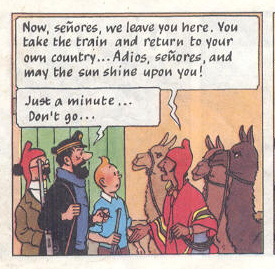 Now, señores, we leave you here. You
take the train and return to your
own country... Adios, señores, and
may the sun shine upon you!
Just a minute...
Don't go...